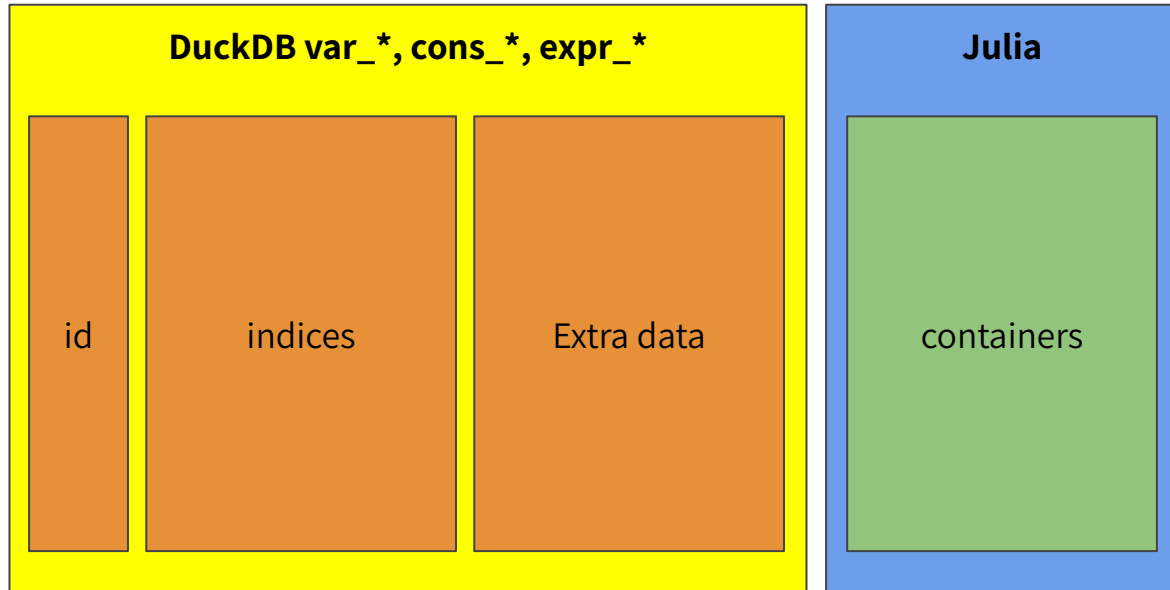 DuckDB var_*, cons_*, expr_*
Julia
id
indices
Extra data
containers